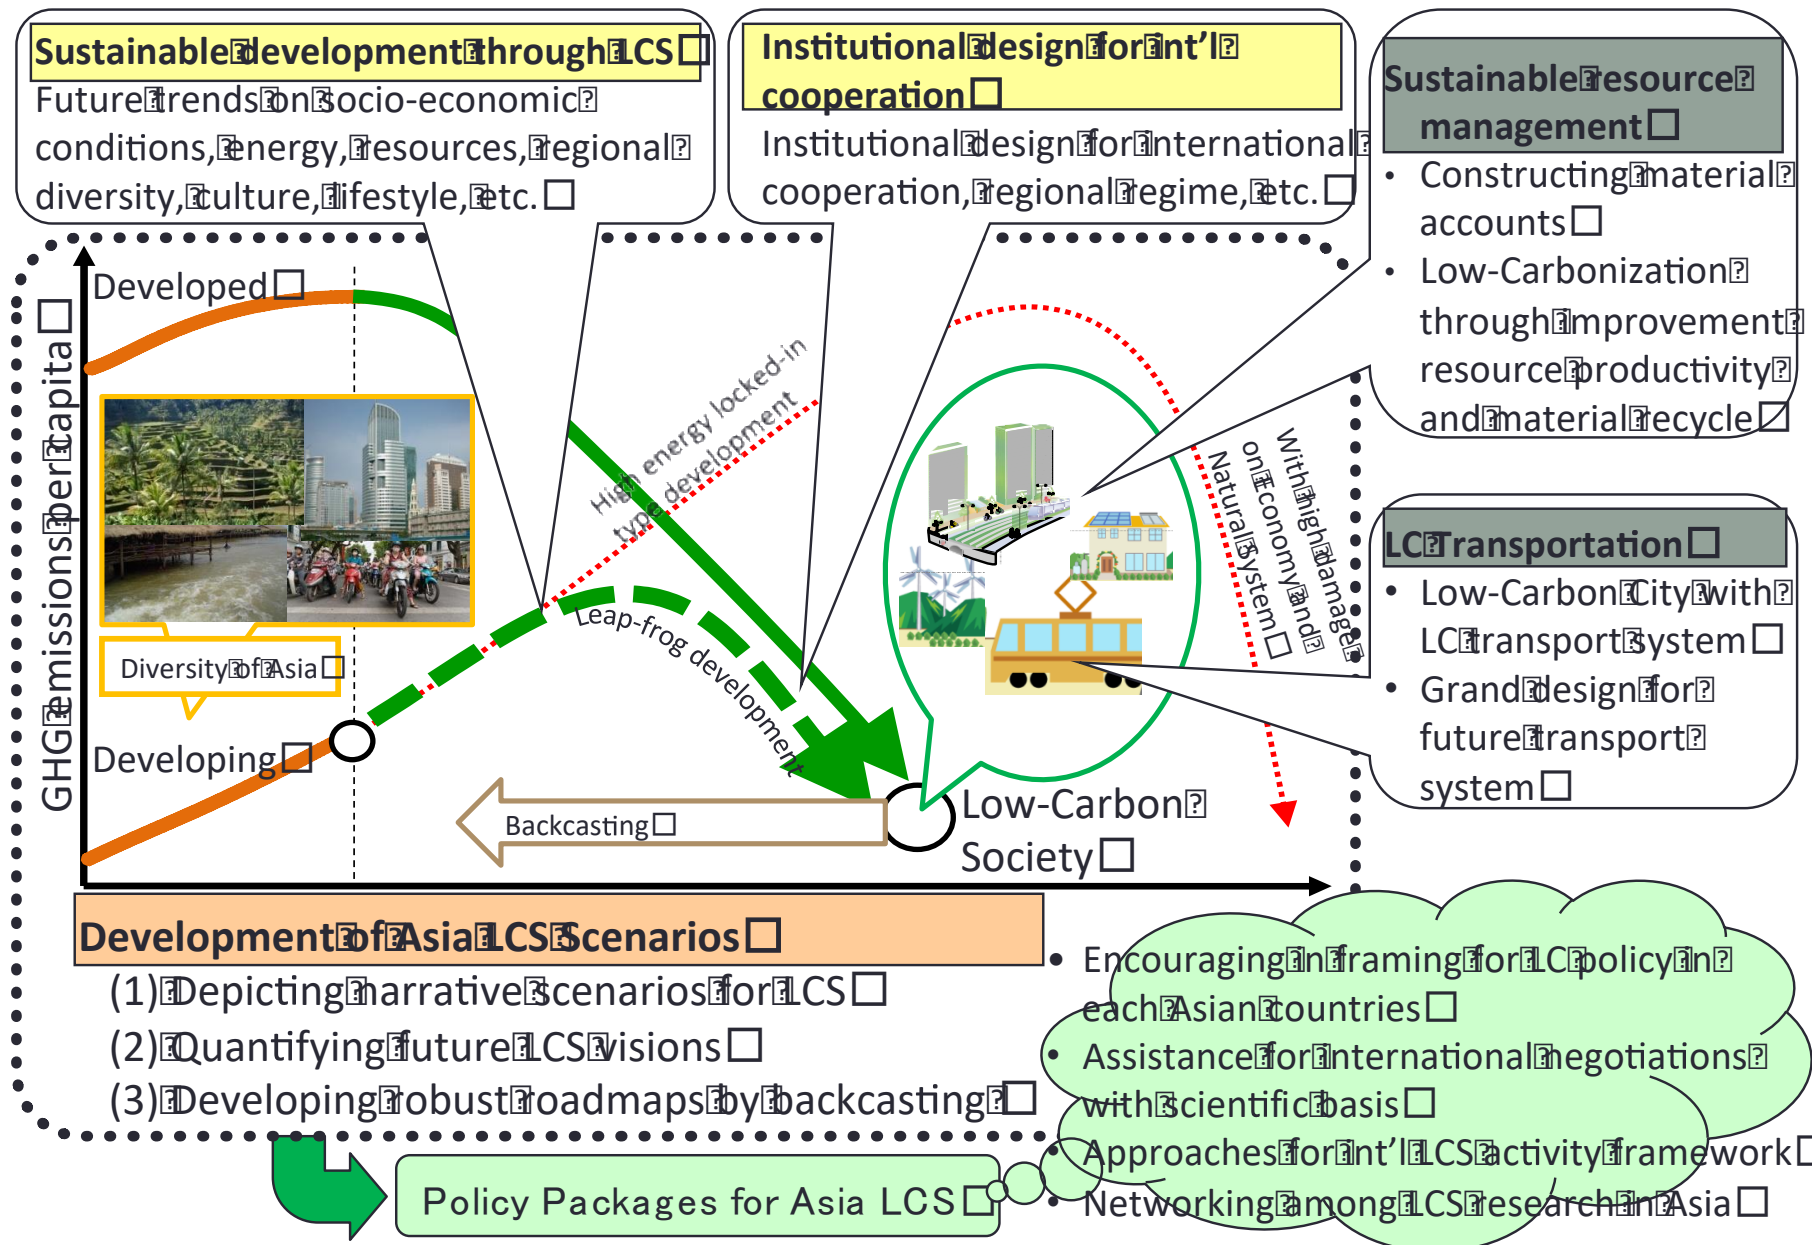 Sustainable development through LCS
Future trends on socio-economic
conditions, energy, resources, regional
diversity, culture, lifestyle, etc.
Institutional design for int'l
cooperation
Institutional design for international
cooperation, regional regime, etc.
Sustainable resource
management
• Constructing material
accounts
• Low-Carbonization
through improvement
resource productivity
and material recycle
LC Transportation
• Low-Carbon City with
LC transport system
• Grand design for
future transport
system
GHG emissions per capita
Developed
High energy locked-in
type development
Leap-frog development
With high damage
on Economy and
Natural System
Diversity of Asia
Developing
Backcasting
Low-Carbon
Society
Development of Asia LCS Scenarios
(1) Depicting narrative scenarios for LCS
(2) Quantifying future LCS visions
(3) Developing robust roadmaps by backcasting
Policy Packages for Asia LCS
• Encouraging in framing for LC policy in
each Asian countries
• Assistance for international negotiations
with scientific basis
• Approaches for int'l LCS activity framework
• Networking among LCS research in Asia